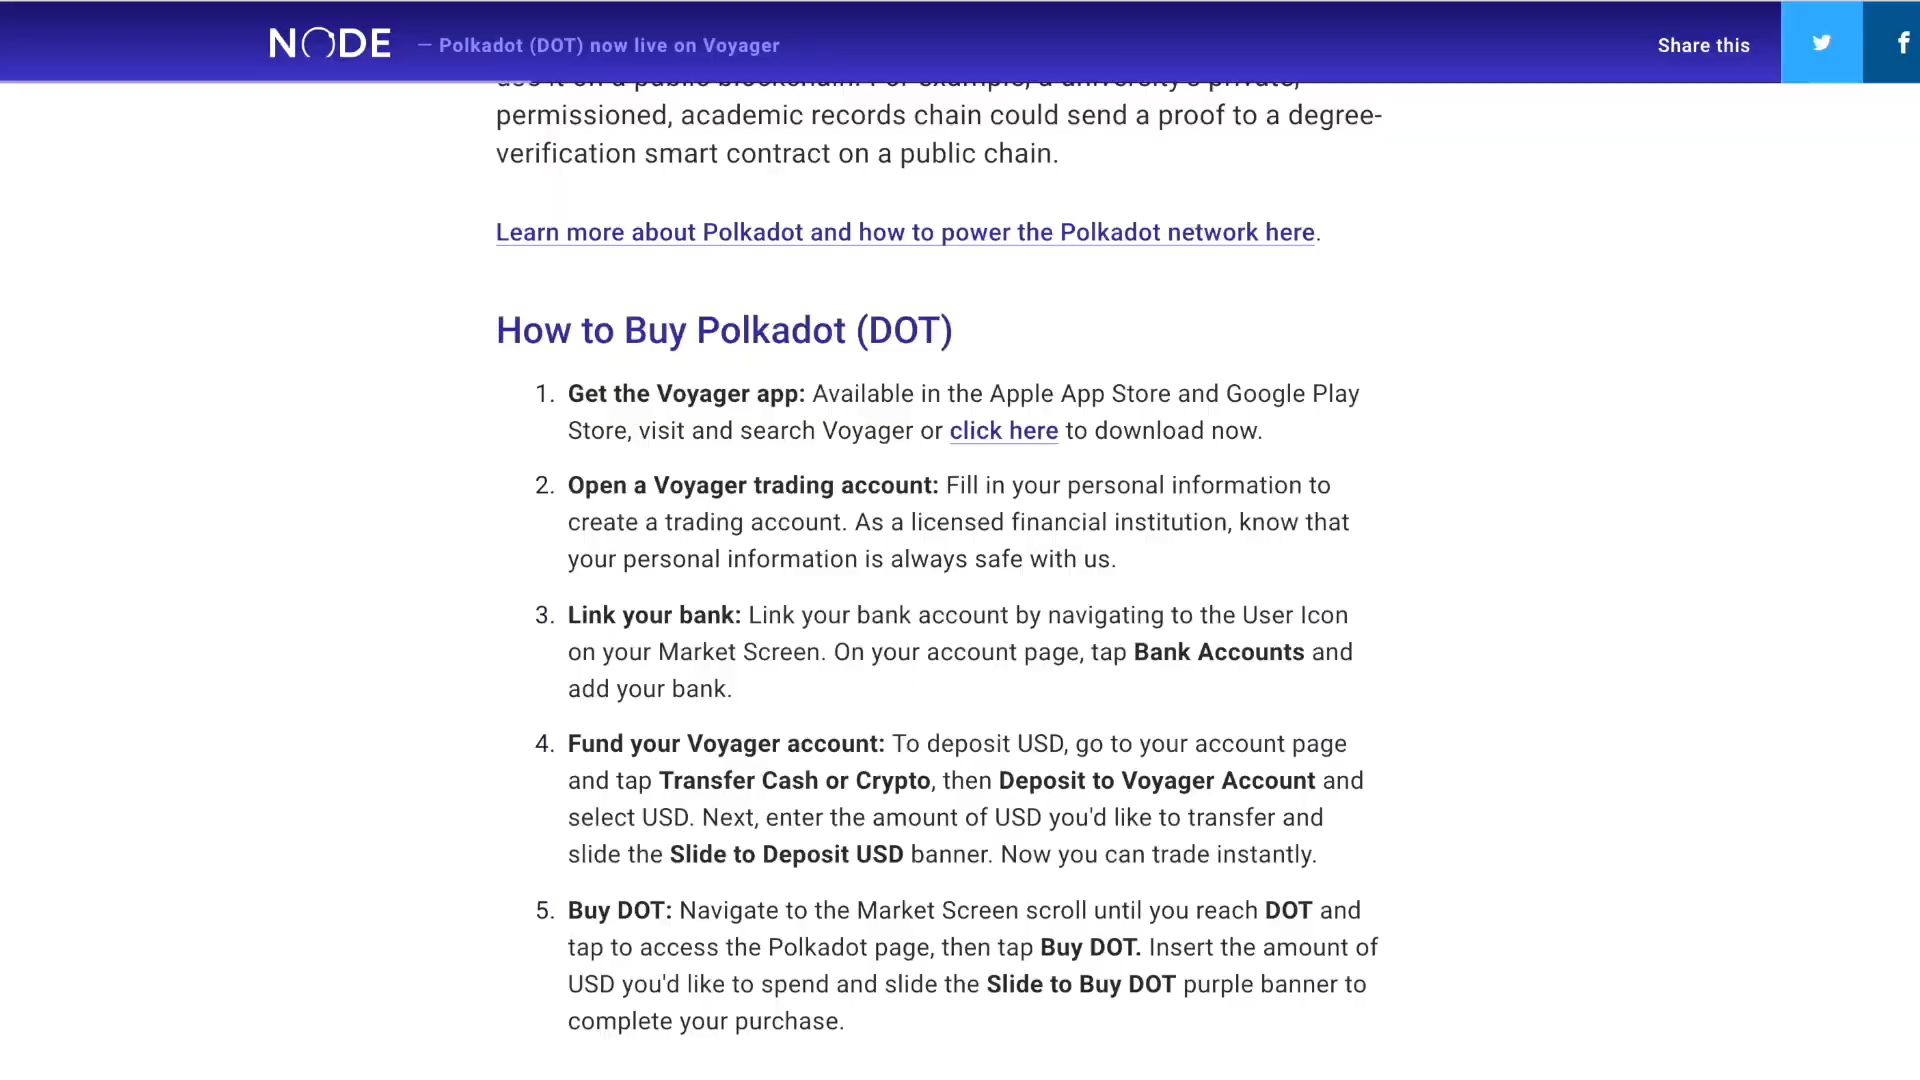 NODE — Polkadot (DOT) now live on Voyager Share this
use it on a public blockchain. For example, a university's private,
permissioned, academic records chain could send a proof to a degree-
verification smart contract on a public chain.
Learn more about Polkadot and how to power the Polkadot network here.
How to Buy Polkadot (DOT)
1. Get the Voyager app: Available in the Apple App Store and Google Play
Store, visit and search Voyager or click here to download now.
2. Open a Voyager trading account: Fill in your personal information to
create a trading account. As a licensed financial institution, know that
your personal information is always safe with us.
3. Link your bank: Link your bank account by navigating to the User Icon
on your Market Screen. On your account page, tap Bank Accounts and
add your bank.
4. Fund your Voyager account: To deposit USD, go to your account page
and tap Transfer Cash or Crypto, then Deposit to Voyager Account and
select USD. Next, enter the amount of USD you'd like to transfer and
slide the Slide to Deposit USD banner. Now you can trade instantly.
5. Buy DOT: Navigate to the Market Screen scroll until you reach DOT and
tap to access the Polkadot page, then tap Buy DOT. Insert the amount of
USD you'd like to spend and slide the Slide to Buy DOT purple banner to
complete your purchase.